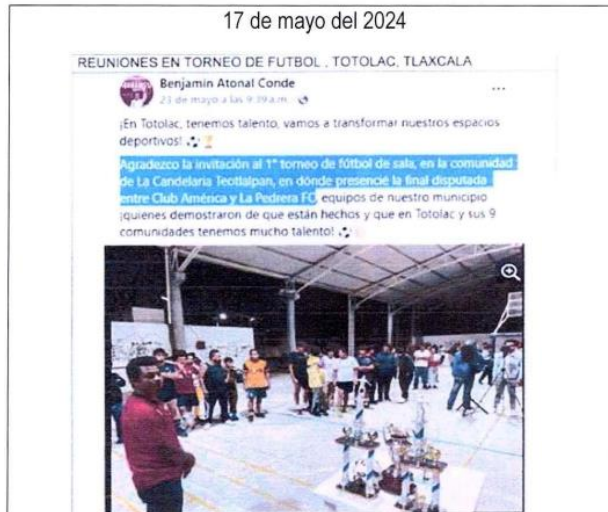 17 de mayo del 2024
REUNIONES EN TORNEO DE FUTBOL , TOTOLAC, TLAXCALA
Benjamin Atonal Conde
23 de mayo a las 9:39 a.m.
¡En Totolac, tenemos talento, vamos a transformar nuestros espacios
deportivos!
Agradezco la invitación al 1° torneo de fútbol de sala, en la comunidad
de La Candelaria Teotlalpan, en dónde presencié la final disputada
entre Club América y La Pedrera FC, equipos de nuestro municipio
¡quienes demostraron de que están hechos y que en Totolac y sus 9
comunidades tenemos mucho talento!